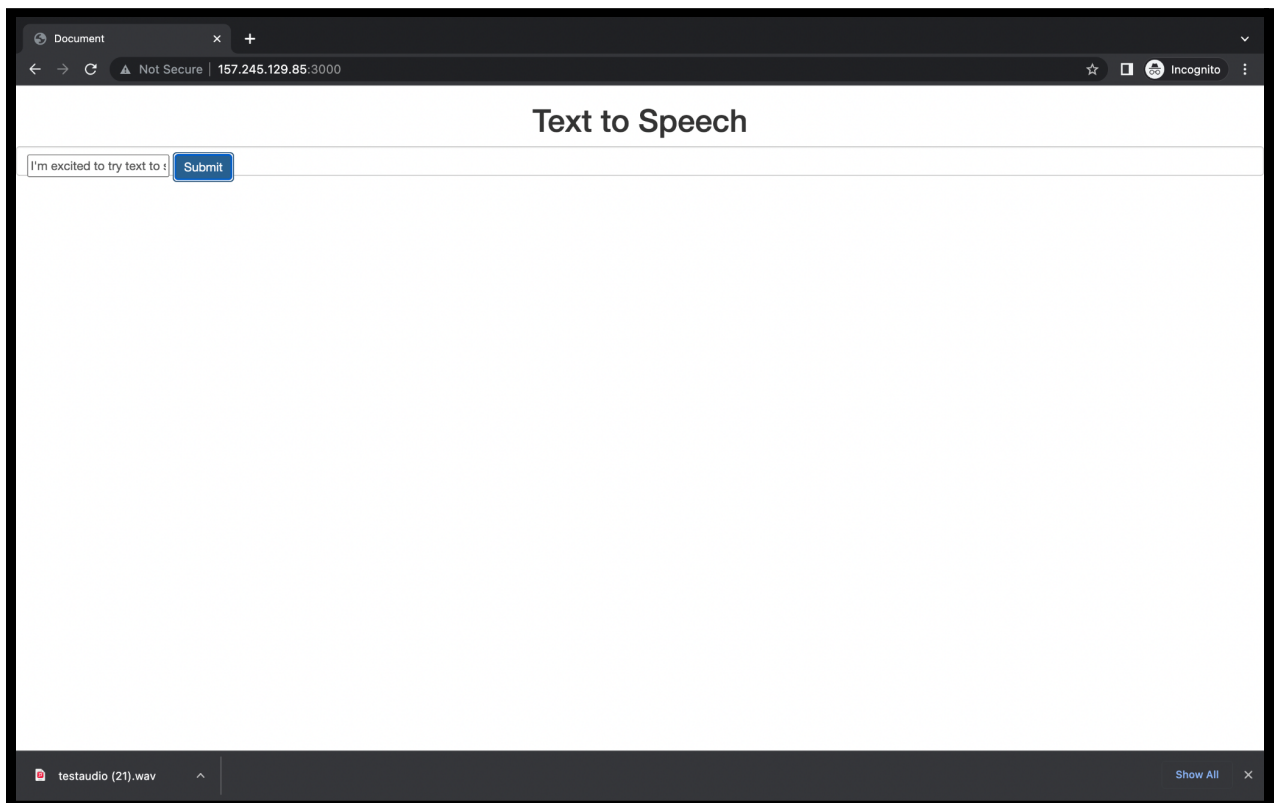 Document
Not Secure | 157.245.129.85:3000
Incognito
Text to Speech
I'm excited to try text to
Submit
testaudio (21).wav
Show All